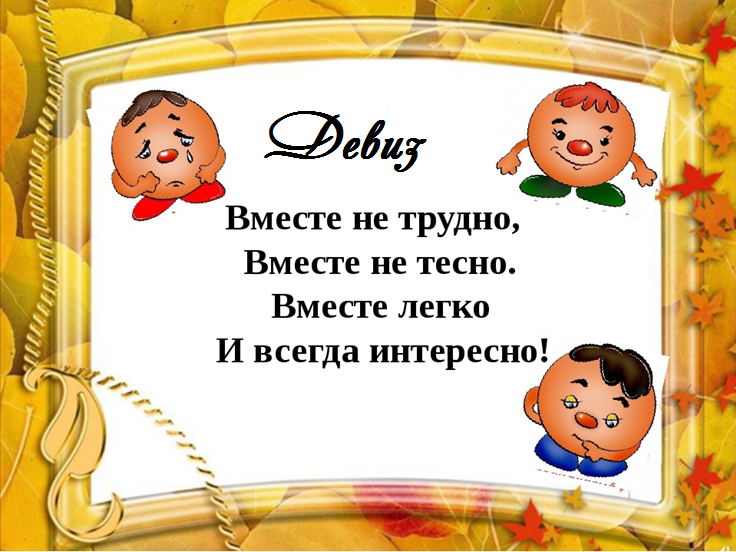 Девиз
Вместе не трудно,
Вместе не тесно.
Вместе легко
И всегда интересно!